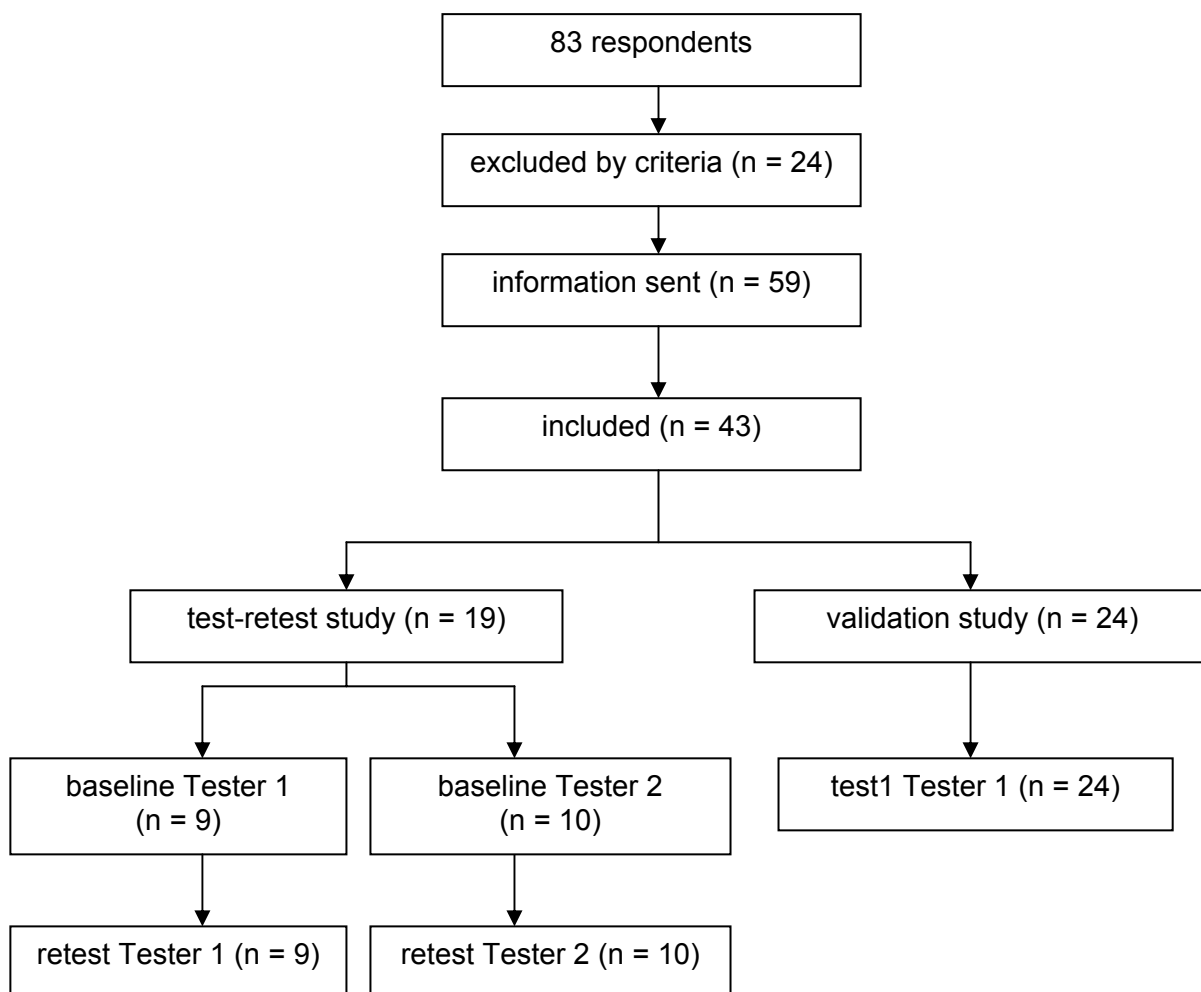 83 respondents
excluded by criteria (n = 24)
information sent (n = 59)
included (n = 43)
test-retest study (n = 19)
validation study (n = 24)
baseline Tester 1
(n = 9)
baseline Tester 2
(n = 10)
test1 Tester 1 (n = 24)
retest Tester 1 (n = 9)
retest Tester 2 (n = 10)